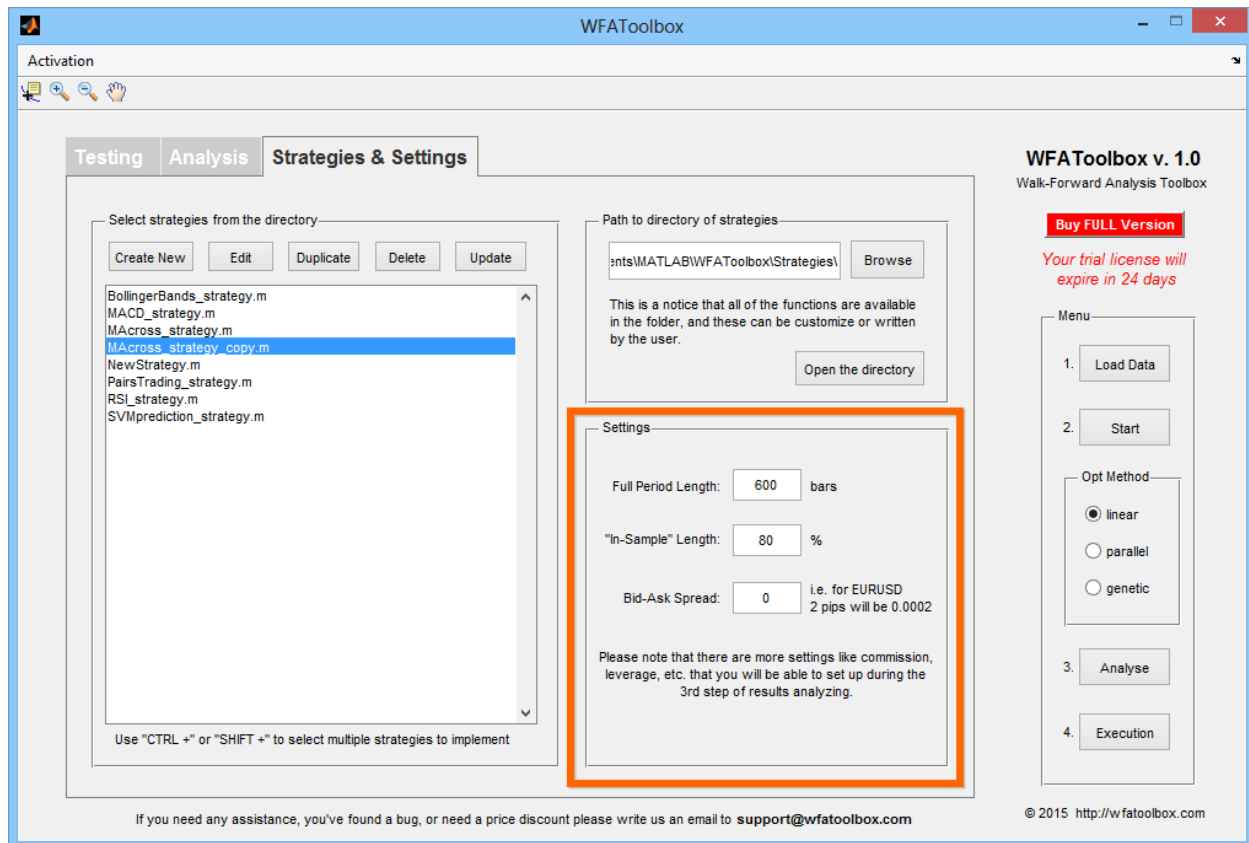 WFAToolbox
Activation
Testing
Analysis
Strategies & Settings
Select strategies from the directory
Create New
Edit
Duplicate
Delete
Update
BollingerBands_strategy.m
MACD_strategy.m
MAcross_strategy.m
MAcross_strategy_copy.m
NewStrategy.m
PairsTrading_strategy.m
RSI_strategy.m
SVMprediction_strategy.m
Use "CTRL +" or "SHIFT +" to select multiple strategies to implement
Path to directory of strategies
ents\MATLAB\WFAToolbox\Strategies\
Browse
This is a notice that all of the functions are available
in the folder, and these can be customize or written
by the user.
Open the directory
Settings
Full Period Length: 600 bars
"In-Sample" Length: 80 %
Bid-Ask Spread: 0
i.e. for EURUSD
2 pips will be 0.0002
Please note that there are more settings like commission,
leverage, etc. that you will be able to set up during the
3rd step of results analyzing.
WFAToolbox v. 1.0
Walk-Forward Analysis Toolbox
Buy FULL Version
Your trial license will
expire in 24 days
Menu
1. Load Data
2. Start
Opt Method
linear
parallel
genetic
3. Analyse
4. Execution
If you need any assistance, you've found a bug, or need a price discount please write us an email to support@wfatoolbox.com
© 2015 http://wfatoolbox.com